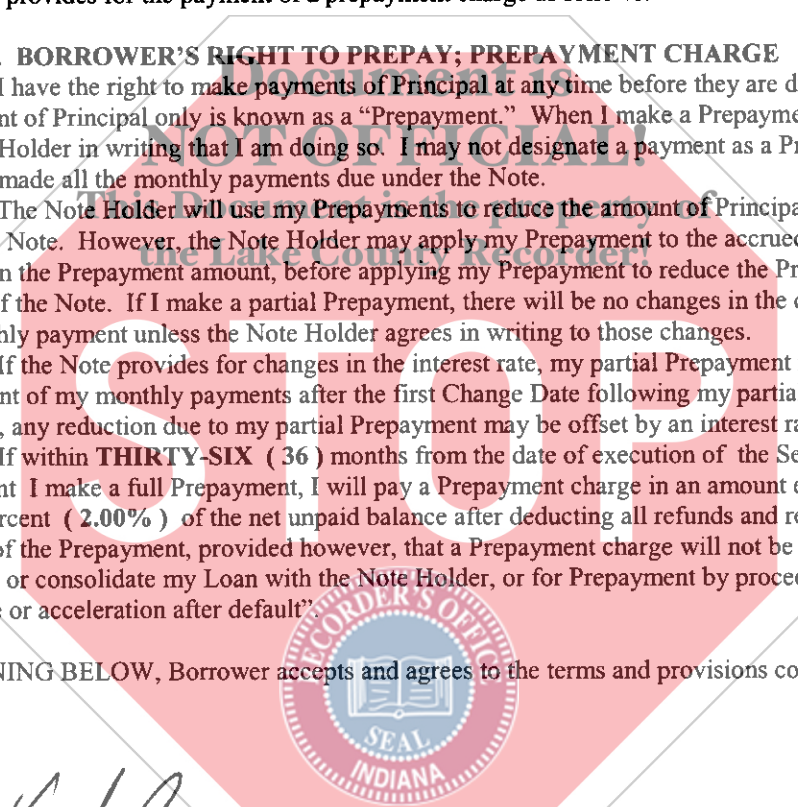 provides for the payment of a prepayment charge as follows:
BORROWER'S RIGHT TO PREPAY; PREPAYMENT CHARGE
I have the right to make payments of Principal at any time before they are d
nt of Principal only is known as a "Prepayment." When I make a Prepayme
Holder in writing that I am doing so. I may not designate a payment as a Pr
made all the monthly payments due under the Note.
The Note Holder will use my Prepayments to reduce the amount of Principa
Note. However, the Note Holder may apply my Prepayment to the accrued
n the Prepayment amount, before applying my Prepayment to reduce the Pr
f the Note. If I make a partial Prepayment, there will be no changes in the
hly payment unless the Note Holder agrees in writing to those changes.
If the Note provides for changes in the interest rate, my partial Prepayment
nt of my monthly payments after the first Change Date following my partia
, any reduction due to my partial Prepayment may be offset by an interest ra
If within THIRTY-SIX ( 36 ) months from the date of execution of the Se
nt I make a full Prepayment, I will pay a Prepayment charge in an amount e
rcent ( 2.00% ) of the net unpaid balance after deducting all refunds and re
of the Prepayment, provided however, that a Prepayment charge will not be
or consolidate my Loan with the Note Holder, or for Prepayment by procee
e or acceleration after default".
NING BELOW, Borrower accepts and agrees to the terms and provisions co
Document is
NOT OFFICIAL!
This Document is the property of
the Lake County Recorder!
STOP
RECORDER'S OFFICE
SEAL
INDIANA